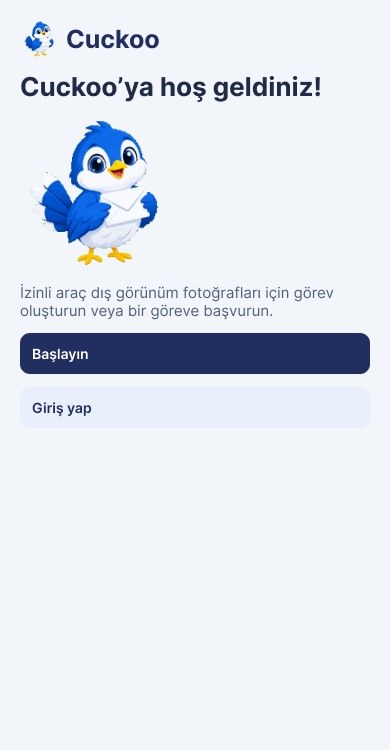 Cuckoo
Cuckoo’ya hoş geldiniz!
İzinli araç dış görünüm fotoğrafları için görev
oluşturun veya bir göreve başvurun.
Başlayın
Giriş yap